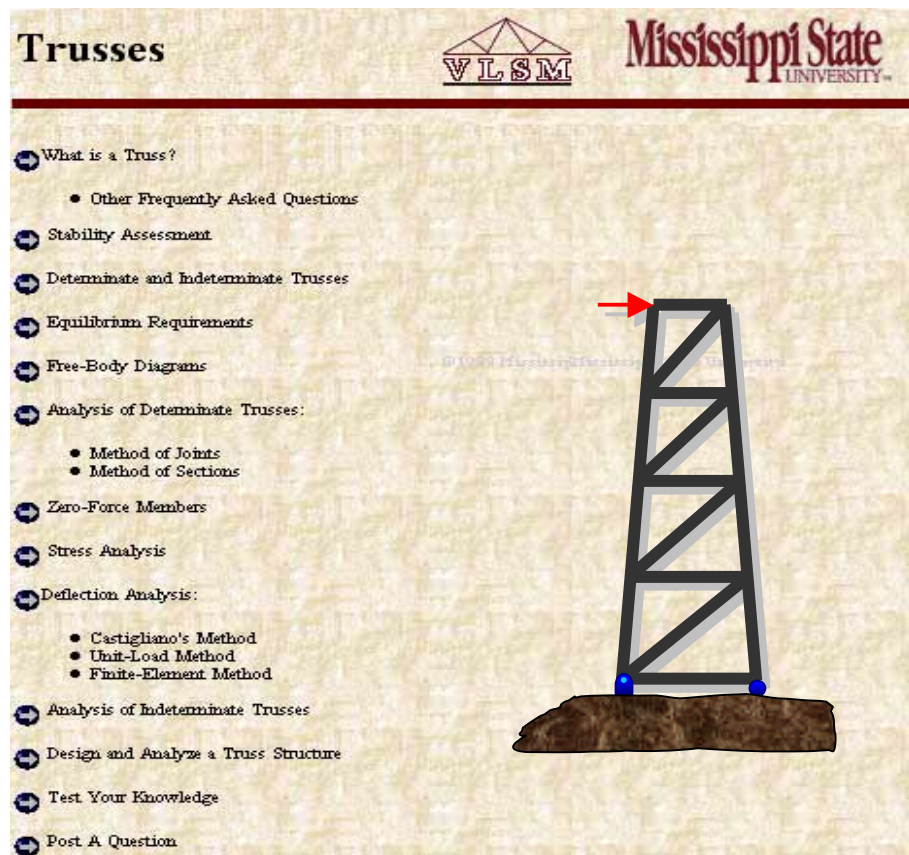 Trusses
VLSM
Mississippi State
UNIVERSITY
What is a Truss?
• Other Frequently Asked Questions
Stability Assessment
Determinate and Indeterminate Trusses
Equilibrium Requirements
Free-Body Diagrams
Analysis of Determinate Trusses:
• Method of Joints
• Method of Sections
Zero-Force Members
Stress Analysis
Deflection Analysis:
• Castigliano's Method
• Unit-Load Method
• Finite-Element Method
Analysis of Indeterminate Trusses
Design and Analyze a Truss Structure
Test Your Knowledge
Post A Question